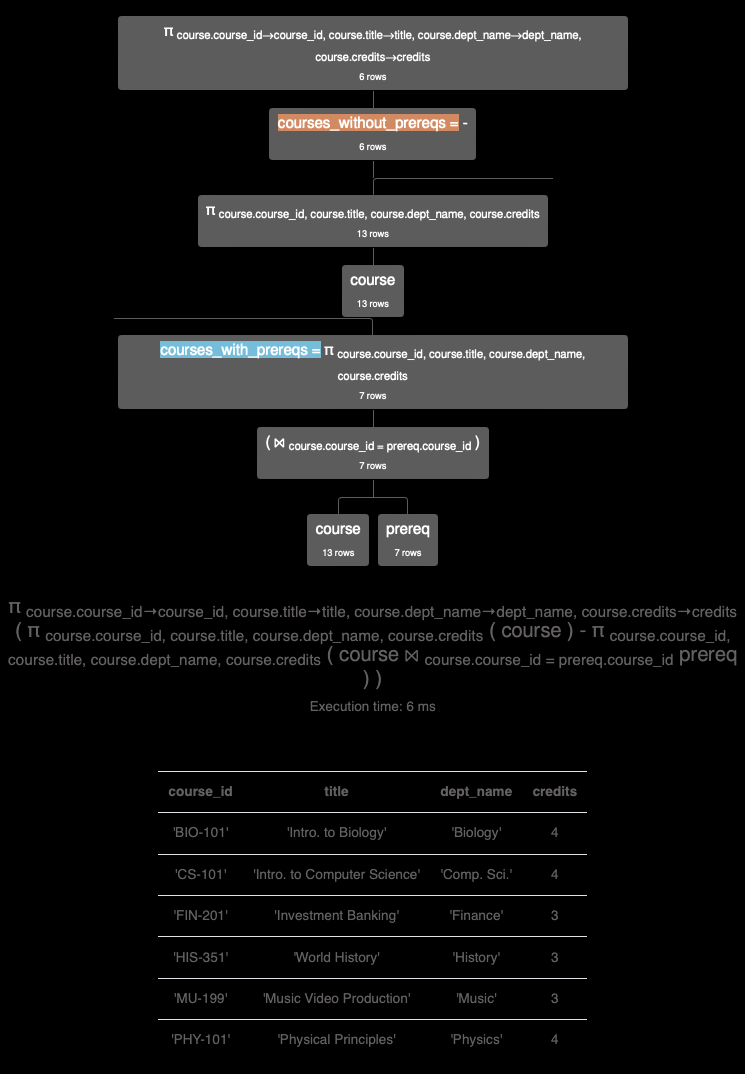 π course.course_id→course_id, course.title→title, course.dept_name→dept_name,
course.credits→credits
6 rows
courses_without_prereqs = -
6 rows
π course.course_id, course.title, course.dept_name, course.credits
13 rows
course
13 rows
courses_with_prereqs = π course.course_id, course.title, course.dept_name,
course.credits
7 rows
( ⋈ course.course_id = prereq.course_id )
7 rows
course prereq
13 rows 7 rows
π course.course_id→course_id, course.title→title, course.dept_name→dept_name, course.credits→credits
( π course.course_id, course.title, course.dept_name, course.credits ( course ) - π course.course_id,
course.title, course.dept_name, course.credits ( course ⋈ course.course_id = prereq.course_id prereq
) )
Execution time: 6 ms
course_id title dept_name credits
'BIO-101' 'Intro. to Biology' 'Biology' 4
'CS-101' 'Intro. to Computer Science' 'Comp. Sci.' 4
'FIN-201' 'Investment Banking' 'Finance' 3
'HIS-351' 'World History' 'History' 3
'MU-199' 'Music Video Production' 'Music' 3
'PHY-101' 'Physical Principles' 'Physics' 4